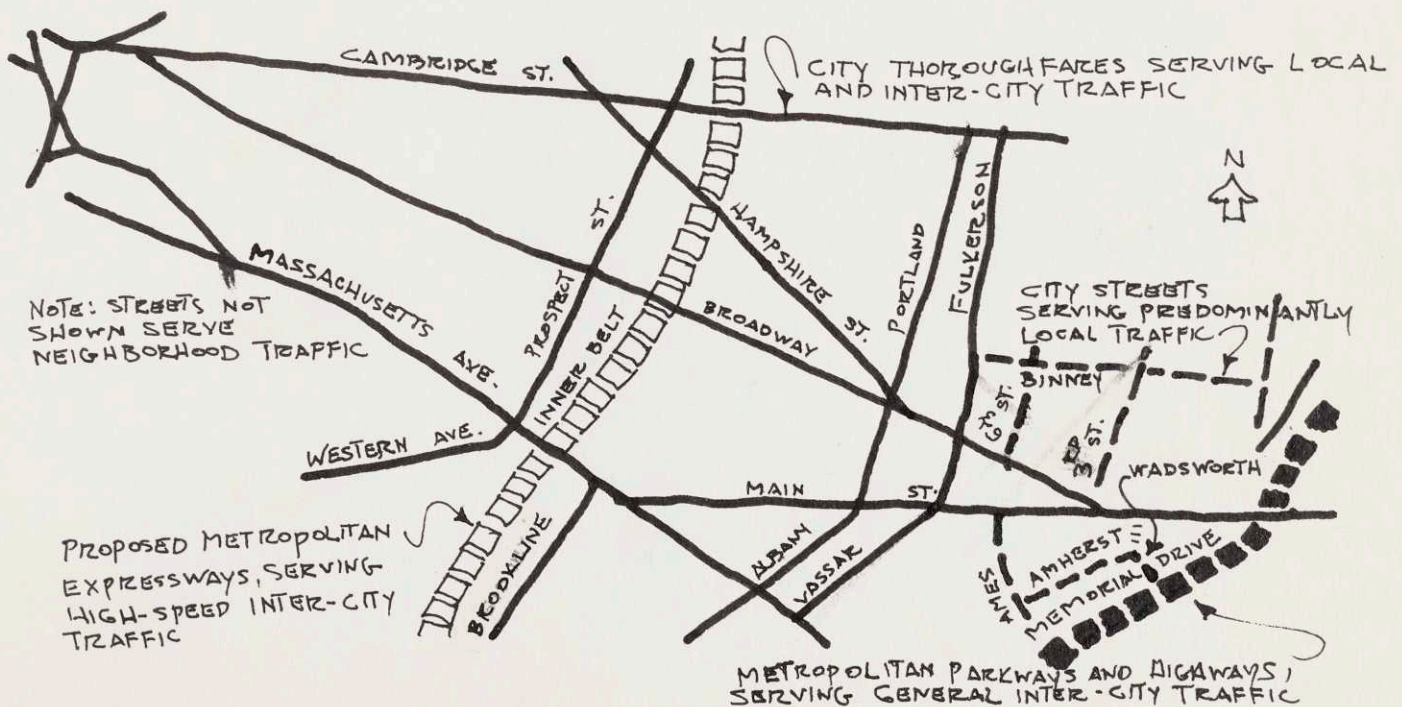 CAMBRIDGE ST.
CITY THOROUGHFARES SERVING LOCAL
AND INTER-CITY TRAFFIC
N
HAMPSHIRE ST.
PORTLAND
FULKERSON
PROSPECT ST.
MASSACHUSETTS AVE.
NOTE: STREETS NOT
SHOWN SERVE
NEIGHBORHOOD TRAFFIC
INNER BELT
BROADWAY
CITY STREETS
SERVING PREDOMINANTLY
LOCAL TRAFFIC
BINNEY
6TH ST.
3RD ST.
WESTERN AVE.
WADSWORTH
MAIN ST.
PROPOSED METROPOLITAN
EXPRESSWAYS, SERVING
HIGH-SPEED INTER-CITY
TRAFFIC
BROOKLINE
ALBANY
VASSAR
AMES
AMHERST
MEMORIAL DRIVE
METROPOLITAN PARKWAYS AND HIGHWAYS,
SERVING GENERAL INTER-CITY TRAFFIC